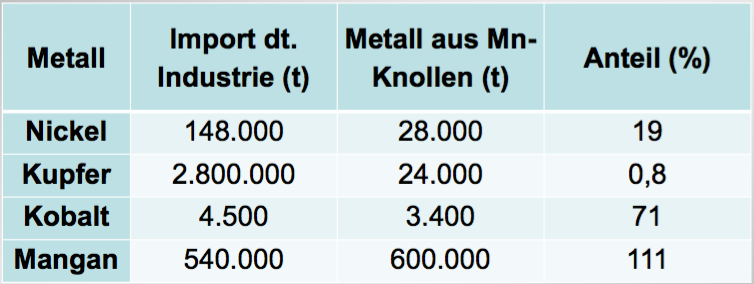 Metall Import dt. Industrie (t) Metall aus Mn-Knollen (t) Anteil (%)
Nickel 148.000 28.000 19
Kupfer 2.800.000 24.000 0,8
Kobalt 4.500 3.400 71
Mangan 540.000 600.000 111